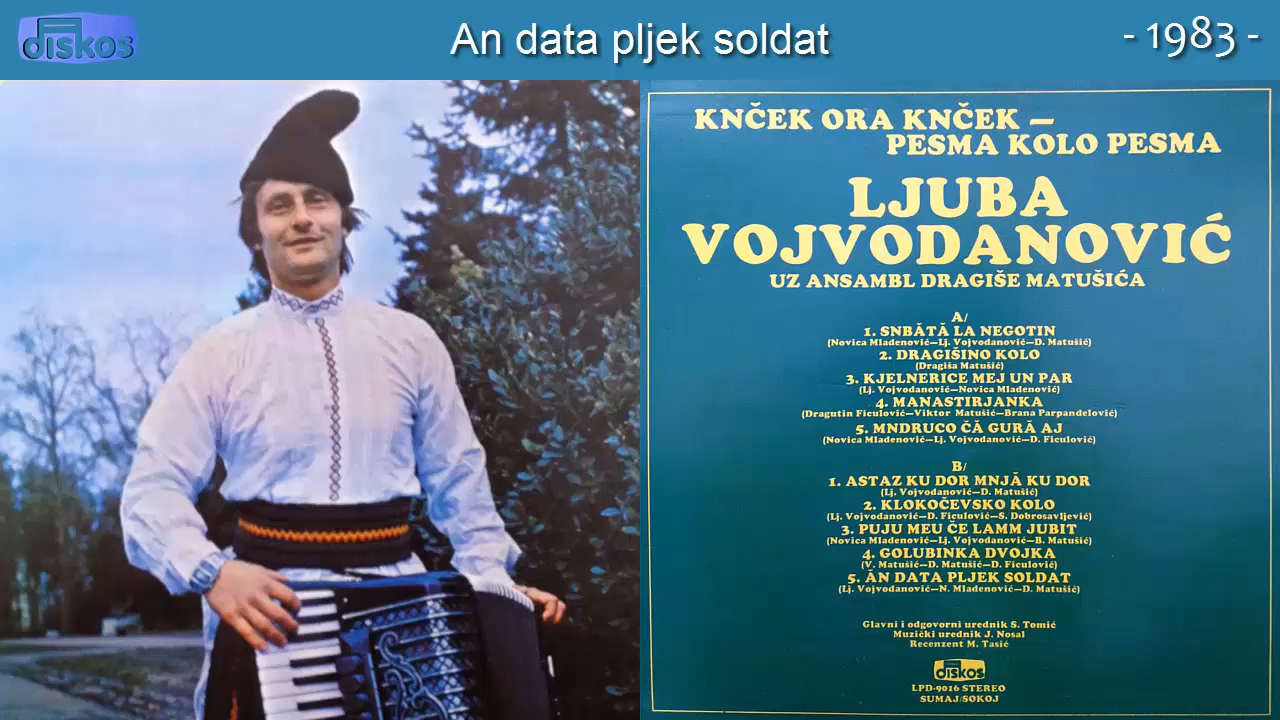 diskos
An data pljek soldat
- 1983 -
KNČEK ORA KNČEK —
PESMA KOLO PESMA
LJUBA
VOJVODANOVIĆ
UZ ANSAMBL DRAGIŠE MATUŠIĆA
A/
1. SNBĂTĂ LA NEGOTIN
(Novica Mladenović—Lj. Vojvodanović—D. Matušić)
2. DRAGIŠINO KOLO
(Dragiša Matušić)
3. KJELNERICE MEJ UN PAR
(Lj. Vojvodanović—Novica Mladenović)
4. MANASTIRJANKA
(Dragutin Ficulović—Viktor Matušić—Brana Parpanđelović)
5. MNDRUCO ČĂ GURĂ AJ
(Novica Mladenović—Lj. Vojvodanović—D. Ficulović)
B/
1. ASTAZ KU DOR MNJĂ KU DOR
(Lj. Vojvodanović—D. Matušić)
2. KLOKOČEVSKO KOLO
(Lj. Vojvodanović—D. Ficulović—S. Dobrosavljević)
3. PUJU MEU ČE LAMM JUBIT
(Novica Mladenović—Lj. Vojvodanović—B. Matušić)
4. GOLUBINKA DVOJKA
(V. Matušić—D. Matušić—D. Ficulović)
5. ĂN DATA PLJEK SOLDAT
(Lj. Vojvodanović—N. Mladenović—D. Matušić)
Glavni i odgovorni urednik S. Tomić
Muzički urednik J. Nosal
Recenzent M. Tasić
diskos
LPD-9016 STEREO
SUMAJ/SOKOJ